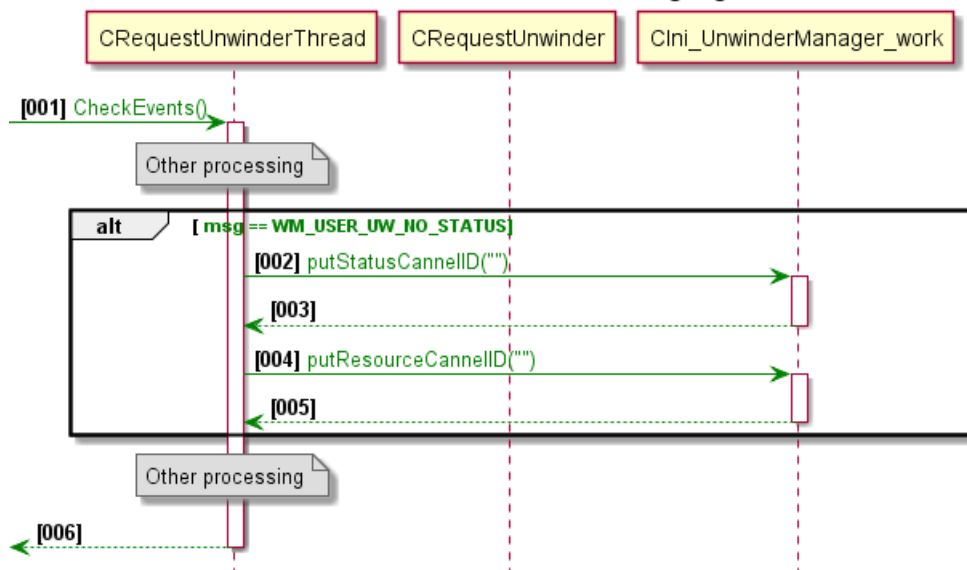 CRequestUnwinderThread CRequestUnwinder CIni_UnwinderManager_work
[001] CheckEvents()
Other processing
alt [ msg == WM_USER_UW_NO_STATUS]
[002] putStatusCannelID("")
[003]
[004] putResourceCannelID("")
[005]
Other processing
[006]